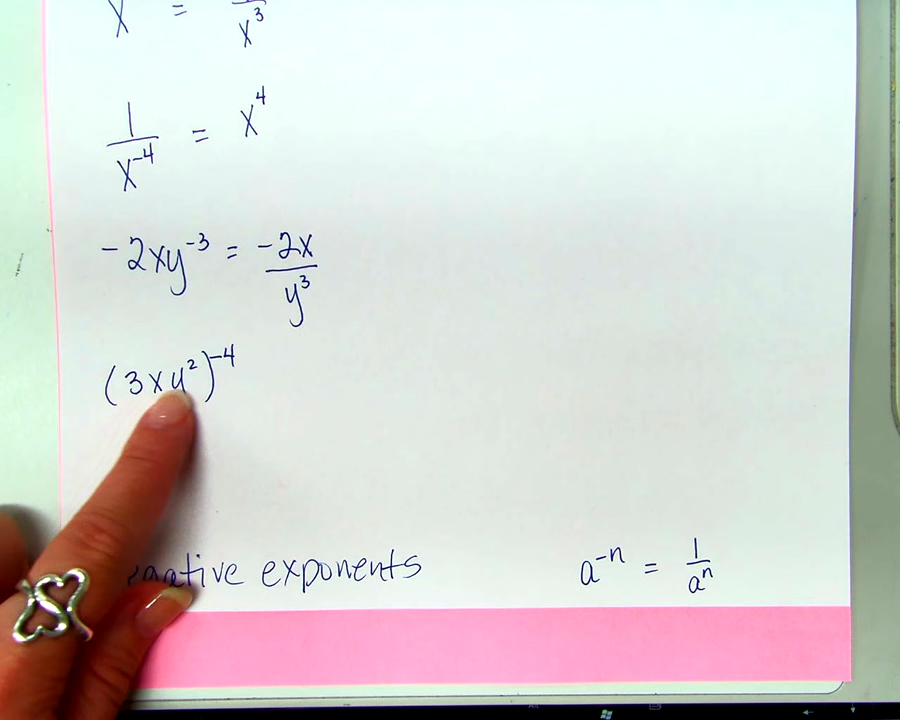 x = 1/x³
1/x⁻⁴ = x⁴
-2xy⁻³ = -2x/y³
(3xy²)⁻⁴
exponents a⁻ⁿ = 1/aⁿ